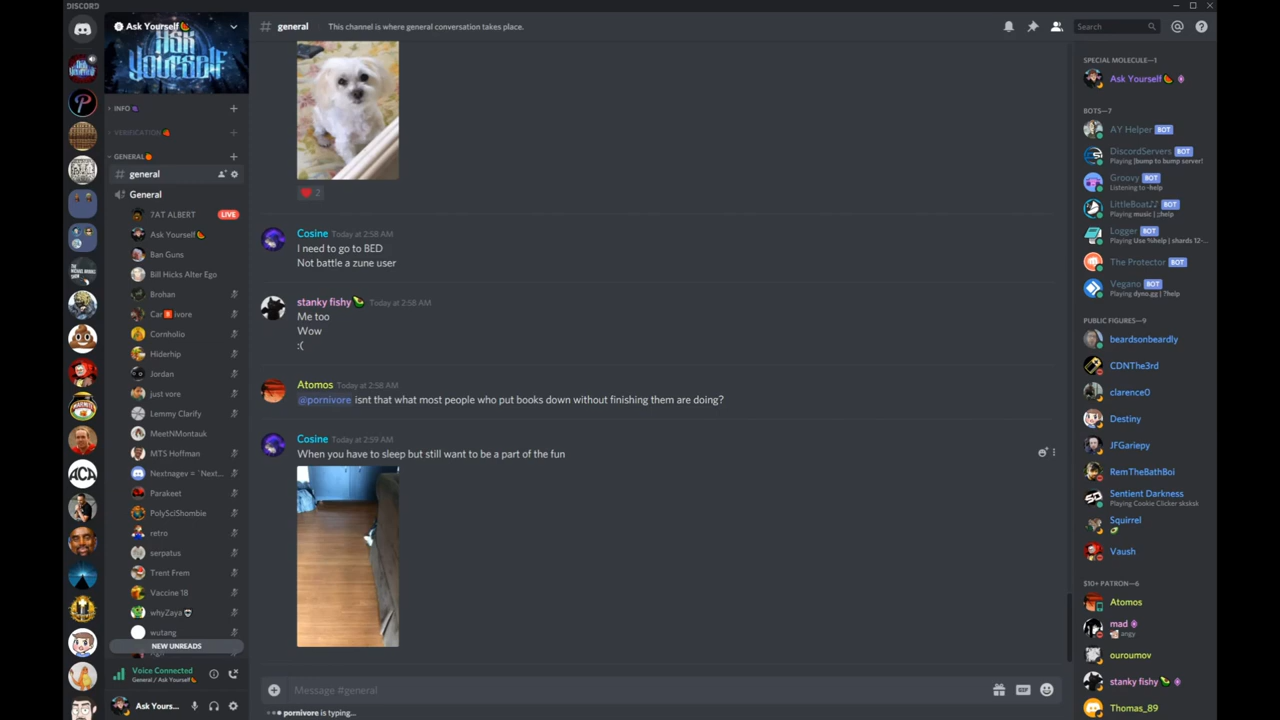 DISCORD
Ask Yourself
ASK
YOURSELF
INFO
VERIFICATION
GENERAL
# general
General
7AT ALBERT LIVE
Ask Yourself
Ban Guns
Bill Hicks Alter Ego
Brohan
Car ivore
Cornholio
Hiderhip
Jordan
just vore
Lemmy Clarify
MeetNMontauk
MTS Hoffman
Nextnagev = `Next...
Parakeet
PolySciShombie
retro
serpatus
Trent Frem
Vaccine 18
whyZaya
wutang
NEW UNREADS
Voice Connected
General / Ask Yourself
Ask Yours...
# general This channel is where general conversation takes place.
Search
2
Cosine Today at 2:58 AM
I need to go to BED
Not battle a zune user
stanky fishy Today at 2:58 AM
Me too
Wow
:(
Atomos Today at 2:58 AM
@pornivore isnt that what most people who put books down without finishing them are doing?
Cosine Today at 2:59 AM
When you have to sleep but still want to be a part of the fun
Message #general
GIF
pornivore is typing...
SPECIAL MOLECULE—1
Ask Yourself
BOTS—7
AY Helper BOT
DiscordServers BOT
Playing !bump to bump server!
Groovy BOT
Listening to -help
LittleBoat♪♪ BOT
Playing music | ;;help
Logger BOT
Playing Use %help | shards 12-...
The Protector BOT
Vegano BOT
Playing dyno.gg | ?help
PUBLIC FIGURES—9
beardsonbeardly
CDNThe3rd
clarence0
Destiny
JFGariepy
RemTheBathBoi
Sentient Darkness
Playing Cookie Clicker sksksk
Squirrel
Vaush
$10+ PATRON—6
Atomos
mad
angy
ouroumov
stanky fishy
Thomas_89
ACA